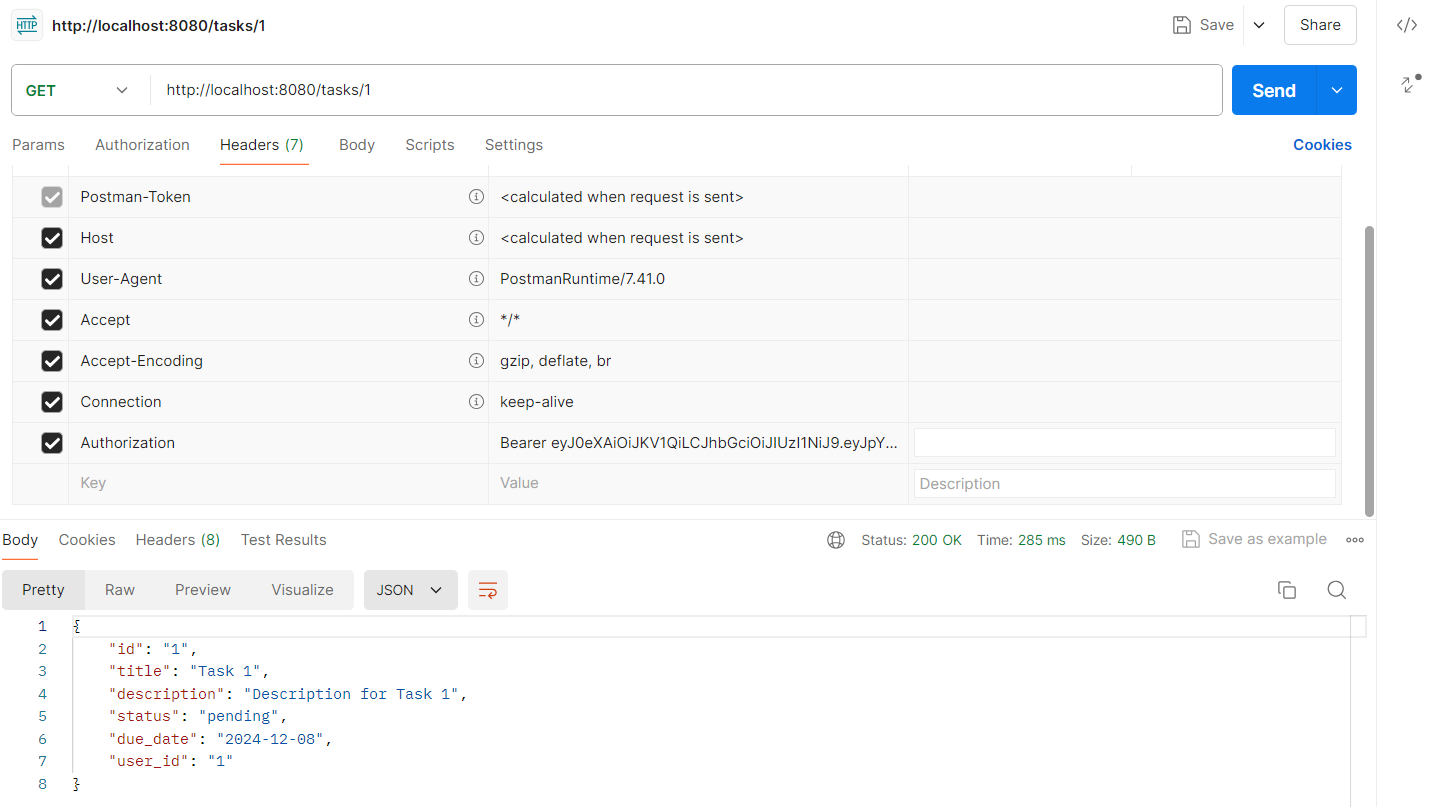 HTTP http://localhost:8080/tasks/1 Save Share
GET http://localhost:8080/tasks/1 Send
Params Authorization Headers (7) Body Scripts Settings Cookies
Postman-Token <calculated when request is sent>
Host <calculated when request is sent>
User-Agent PostmanRuntime/7.41.0
Accept */*
Accept-Encoding gzip, deflate, br
Connection keep-alive
Authorization Bearer eyJ0eXAiOiJKV1QiLCJhbGciOiJIUzI1NiJ9.eyJpY...
Key Value Description
Body Cookies Headers (8) Test Results Status: 200 OK Time: 285 ms Size: 490 B Save as example
Pretty Raw Preview Visualize JSON
1 {
2 "id": "1",
3 "title": "Task 1",
4 "description": "Description for Task 1",
5 "status": "pending",
6 "due_date": "2024-12-08",
7 "user_id": "1"
8 }